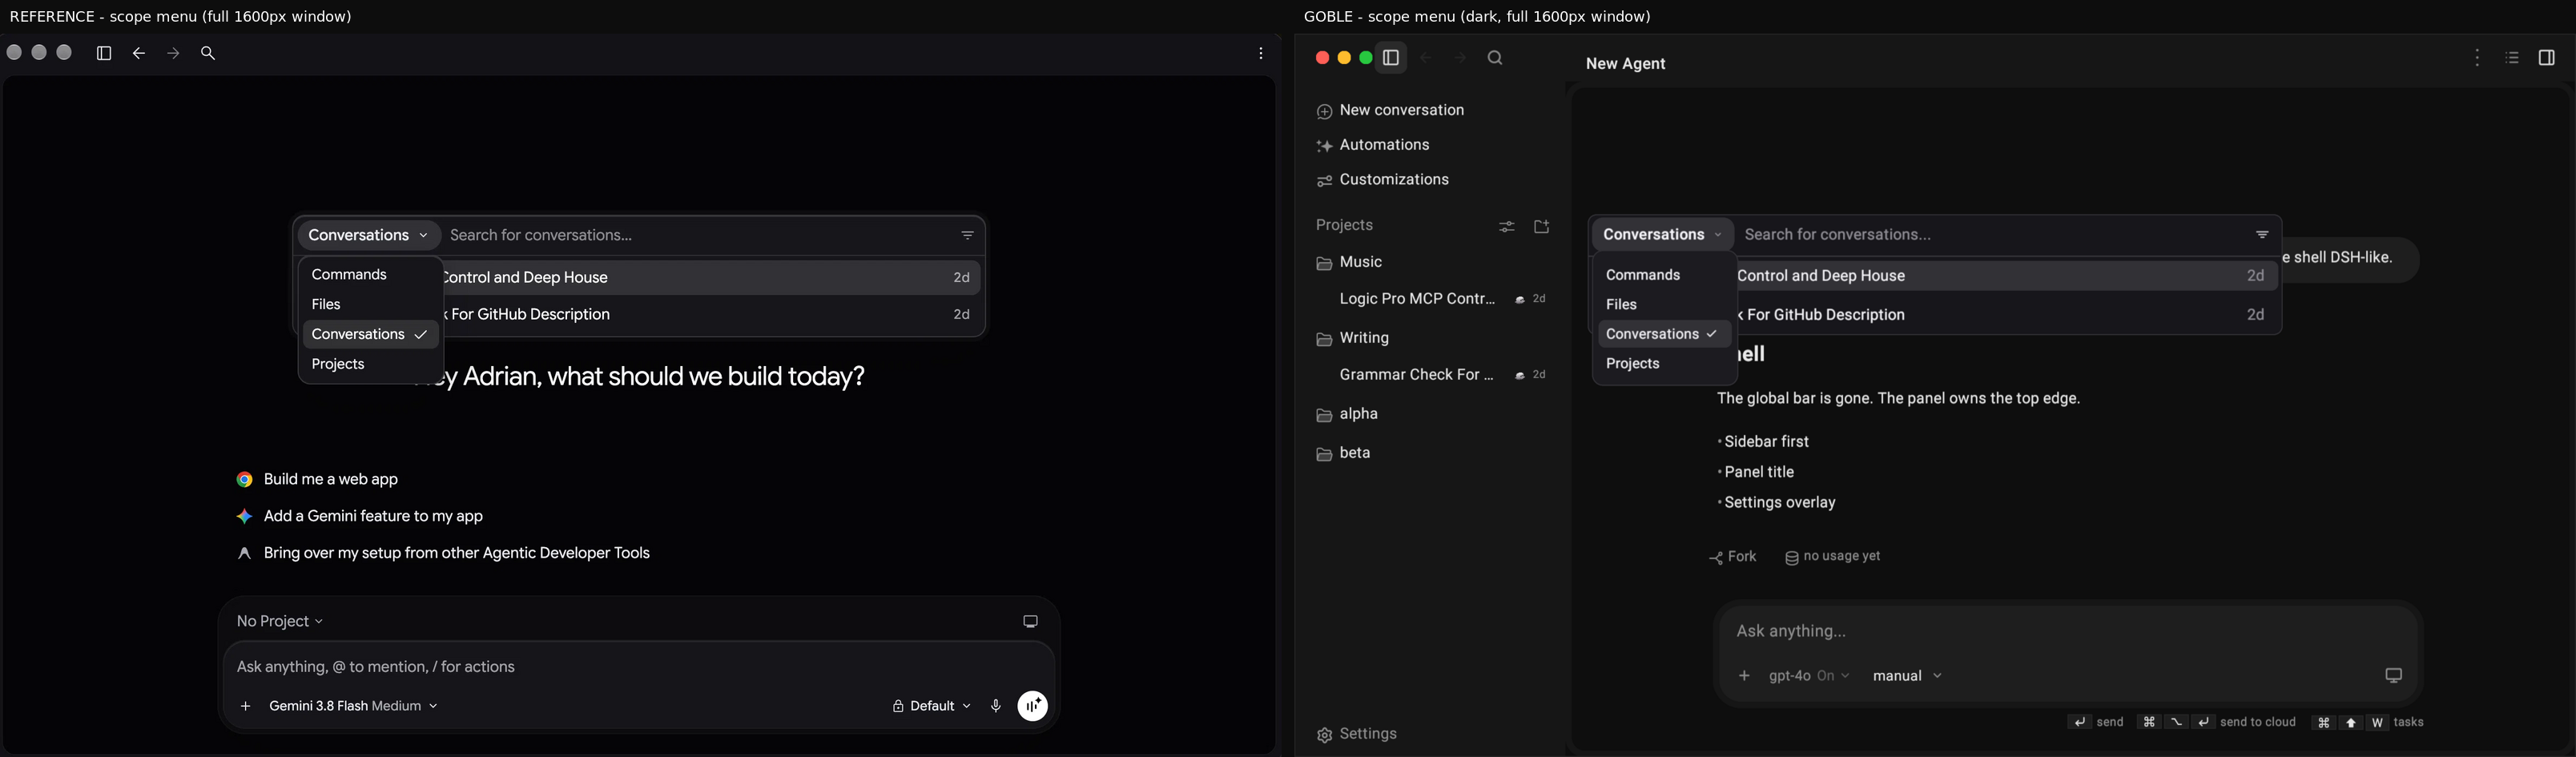 REFERENCE - scope menu (full 1600px window)
Conversations
Search for conversations...
Commands
Control and Deep House
2d
Files
For GitHub Description
2d
Conversations
Projects
Adrian, what should we build today?
Build me a web app
Add a Gemini feature to my app
Bring over my setup from other Agentic Developer Tools
No Project
Ask anything, @ to mention, / for actions
Gemini 3.8 Flash Medium
Default
GOBLE - scope menu (dark, full 1600px window)
New Agent
New conversation
Automations
Customizations
Projects
Music
Logic Pro MCP Contr...
2d
Writing
Grammar Check For ...
2d
alpha
beta
Settings
Conversations
Search for conversations...
e shell DSH-like.
Commands
Control and Deep House
2d
Files
For GitHub Description
2d
Conversations
Projects
The global bar is gone. The panel owns the top edge.
• Sidebar first
• Panel title
• Settings overlay
Fork
no usage yet
Ask anything...
+ gpt-4o On
manual
send
send to cloud
W tasks